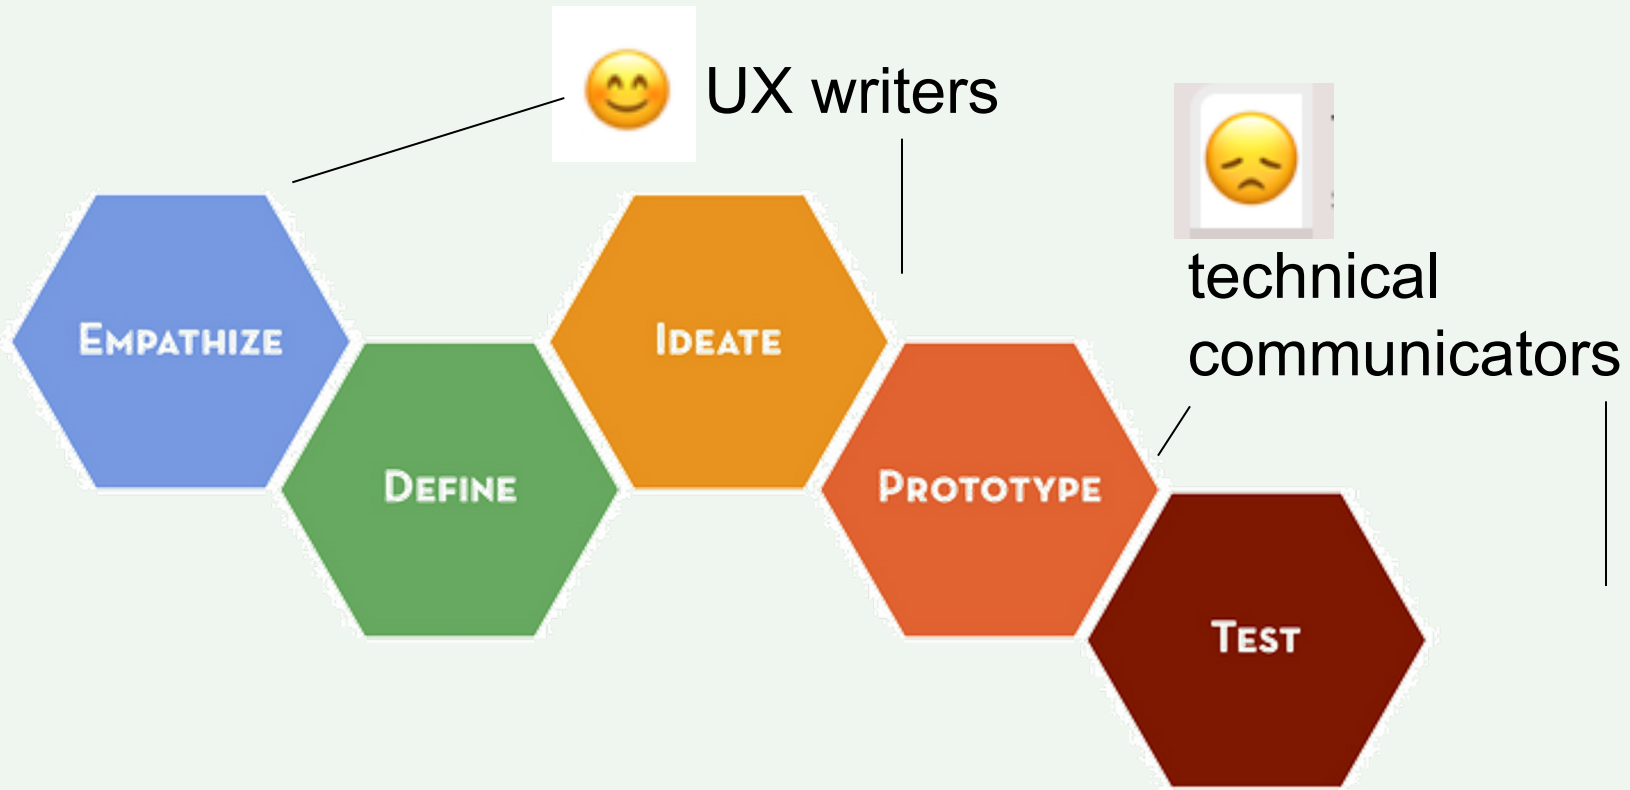 UX writers
technical
communicators
EMPATHIZE
DEFINE
IDEATE
PROTOTYPE
TEST